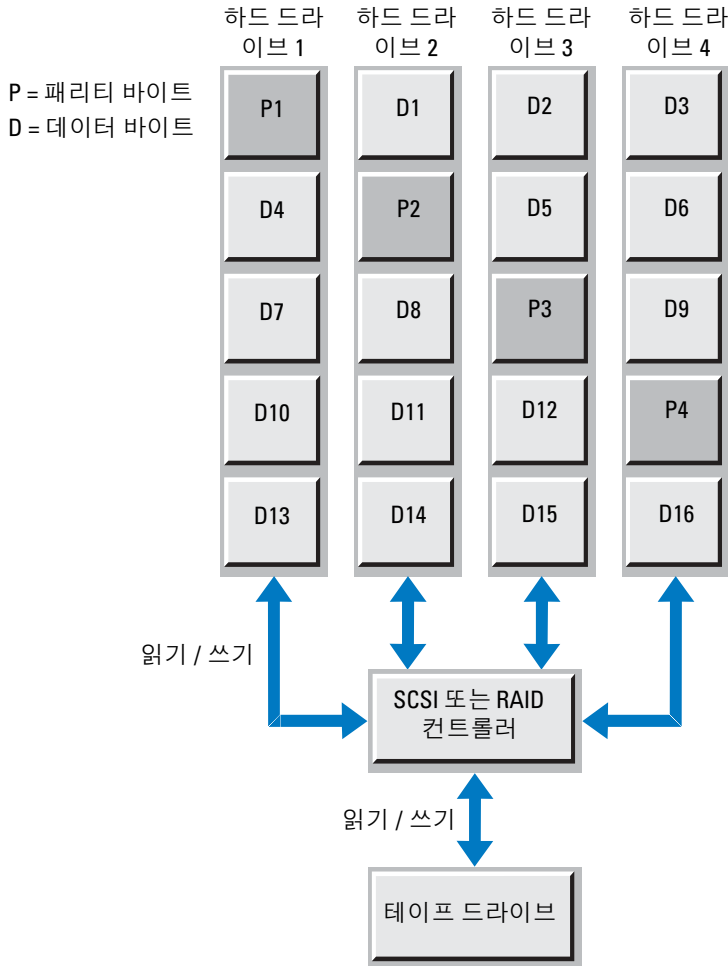 하드 드라
이브 1
하드 드라
이브 2
하드 드라
이브 3
하드 드라
이브 4
P = 패리티 바이트
D = 데이터 바이트
P1
D1
D2
D3
D4
P2
D5
D6
D7
D8
P3
D9
D10
D11
D12
P4
D13
D14
D15
D16
읽기 / 쓰기
SCSI 또는 RAID
컨트롤러
읽기 / 쓰기
테이프 드라이브